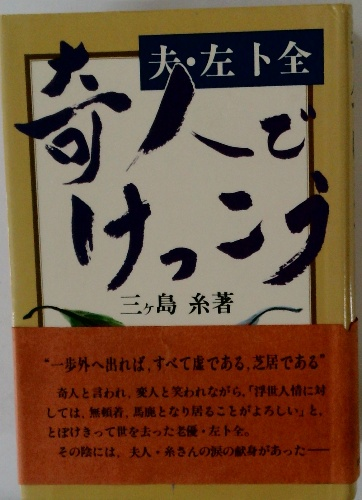 夫・左卜全
奇人で
けっこう
三ヶ島 糸著
"一歩外へ出れば,すべて虚である,芝居である"
奇人と言われ，変人と笑われながら,「浮世人情に対
しては、無頓着、馬鹿となり居ることがよろしい」と、
とぼけきって世を去った老優・左卜全。
その陰には、夫人・糸さんの涙の献身があった――